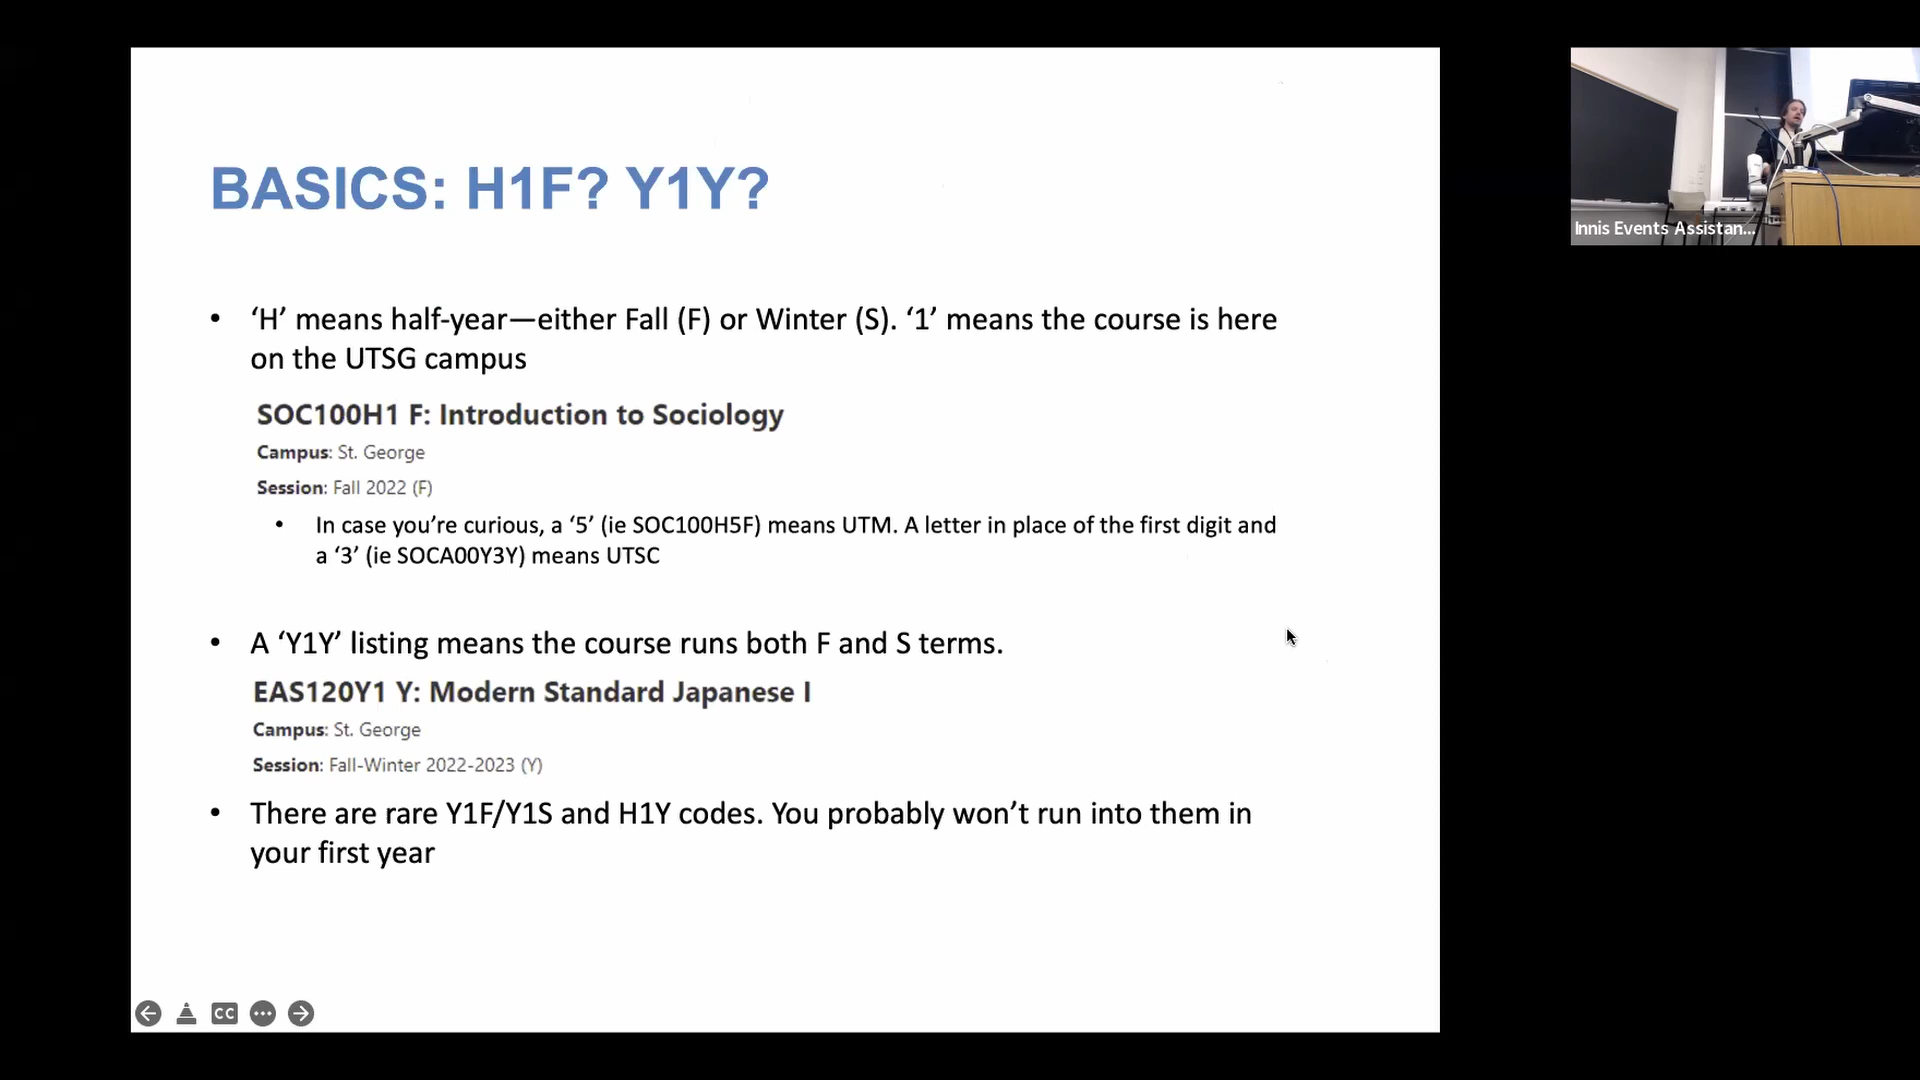 BASICS: H1F? Y1Y?
• ‘H’ means half-year—either Fall (F) or Winter (S). ‘1’ means the course is here
on the UTSG campus
SOC100H1 F: Introduction to Sociology
Campus: St. George
Session: Fall 2022 (F)
• In case you’re curious, a ‘5’ (ie SOC100H5F) means UTM. A letter in place of the first digit and
a ‘3’ (ie SOCA00Y3Y) means UTSC
• A ‘Y1Y’ listing means the course runs both F and S terms.
EAS120Y1 Y: Modern Standard Japanese I
Campus: St. George
Session: Fall-Winter 2022-2023 (Y)
• There are rare Y1F/Y1S and H1Y codes. You probably won’t run into them in
your first year
CC
Innis Events Assistan...